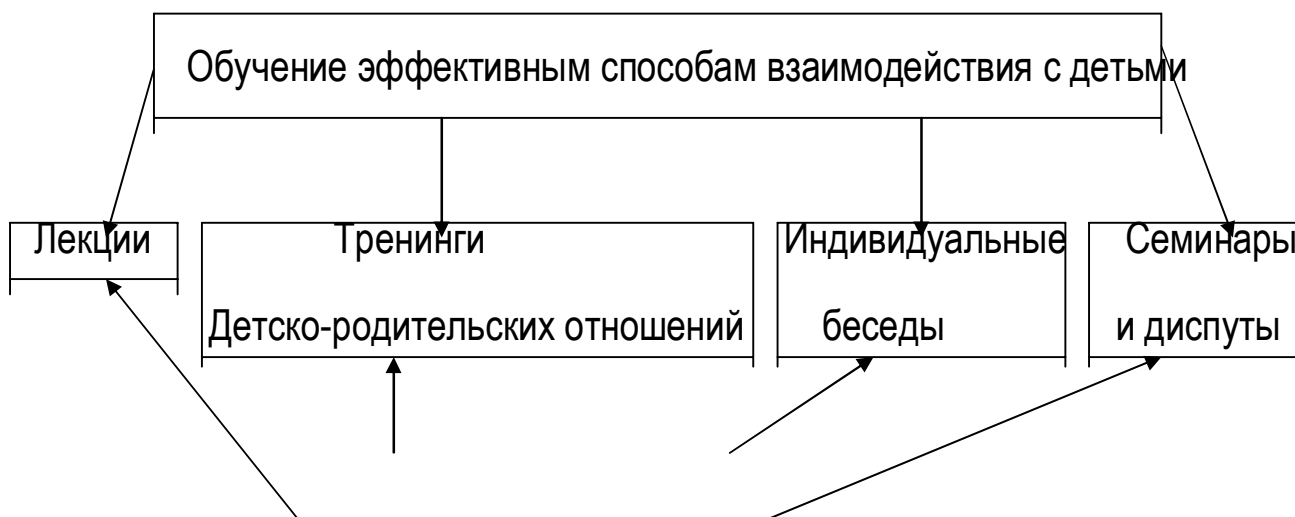 Обучение эффективным способам взаимодействия с детьми
Лекции
Тренинги
Детско-родительских отношений
Индивидуальные
беседы
Семинары
и диспуты